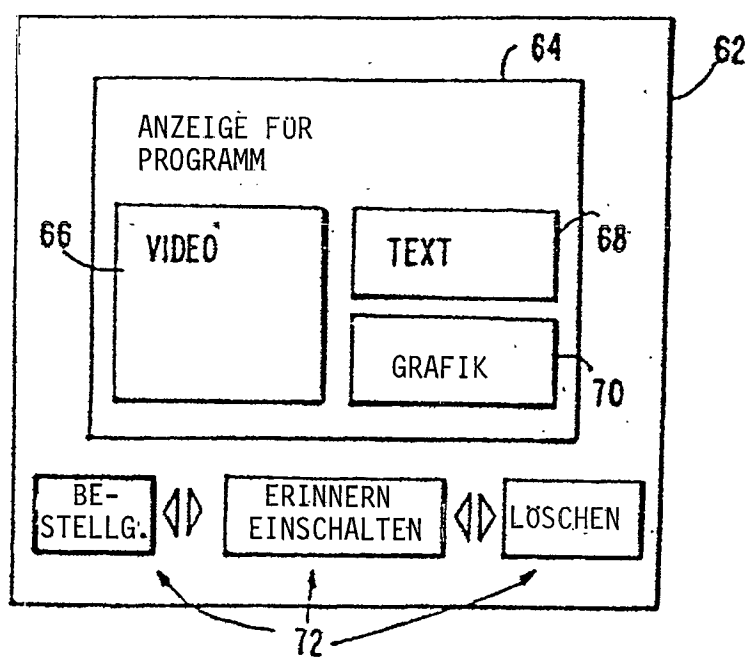 64
62
ANZEIGE FÜR
PROGRAMM
66
VIDEO
TEXT
68
GRAFIK
70
BE-
STELLG.
ERINNERN
EINSCHALTEN
LÖSCHEN
72